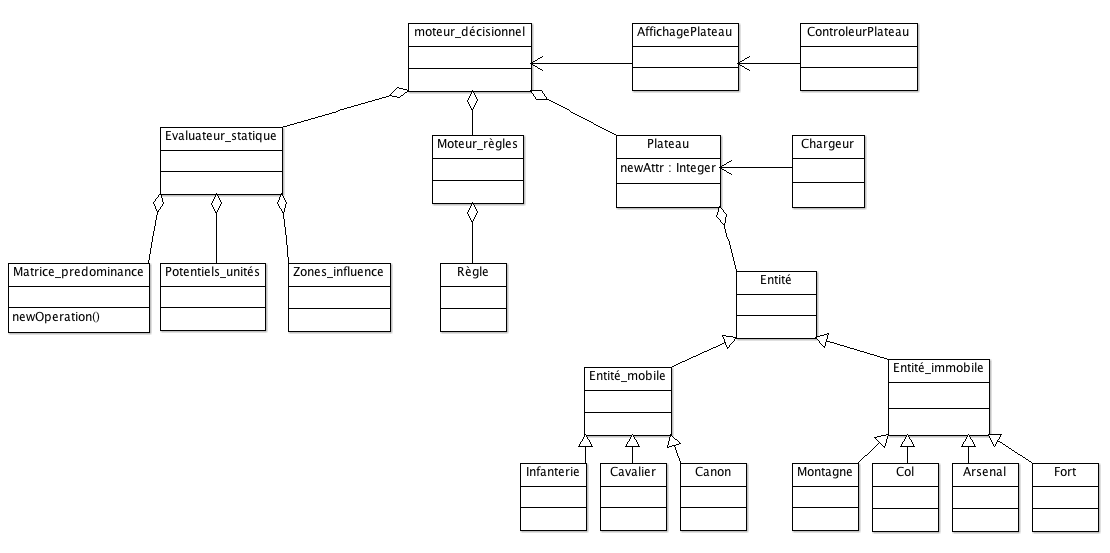 moteur_décisionnel
AffichagePlateau
ControleurPlateau
Evaluateur_statique
Moteur_règles
Plateau
newAttr : Integer
Chargeur
Matrice_predominance
newOperation()
Potentiels_unités
Zones_influence
Règle
Entité
Entité_mobile
Entité_immobile
Infanterie
Cavalier
Canon
Montagne
Col
Arsenal
Fort